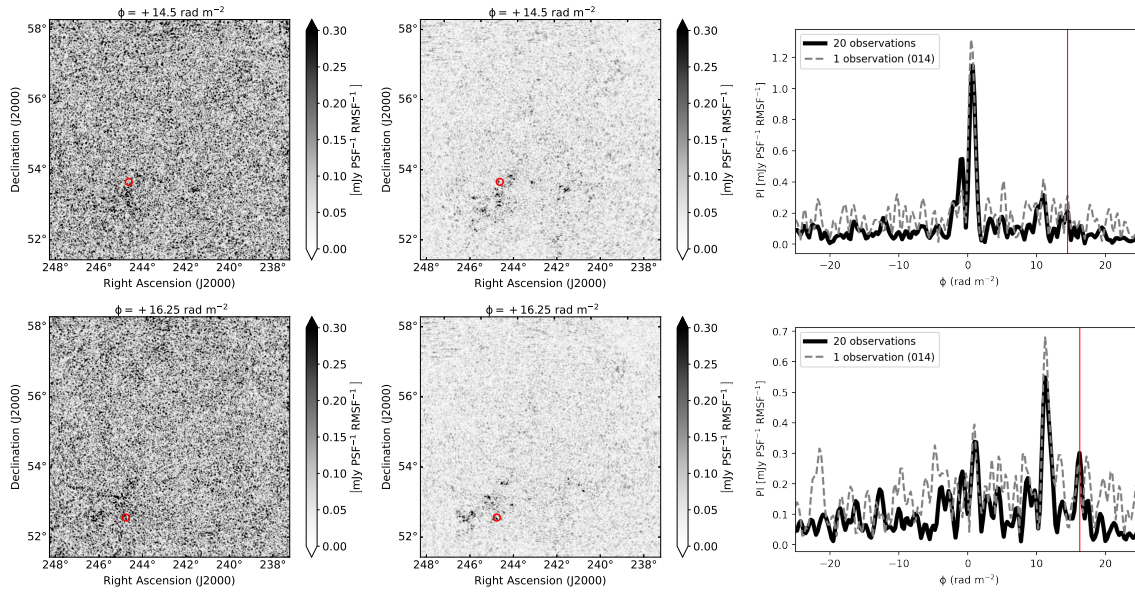 ϕ = +14.5 rad m−2
58°
56°
54°
52°
Declination (J2000)
248° 246° 244° 242° 240° 238°
Right Ascension (J2000)
0.30
0.25
0.20
0.15
0.10
0.05
0.00
[mJy PSF−1 RMSF−1 ]
ϕ = +14.5 rad m−2
58°
56°
54°
52°
Declination (J2000)
248° 246° 244° 242° 240° 238°
Right Ascension (J2000)
0.30
0.25
0.20
0.15
0.10
0.05
0.00
[mJy PSF−1 RMSF−1 ]
20 observations
1 observation (014)
1.2
1.0
0.8
0.6
0.4
0.2
0.0
PI [mJy PSF−1 RMSF−1]
−20 −10 0 10 20
ϕ (rad m−2)
ϕ = +16.25 rad m−2
58°
56°
54°
52°
Declination (J2000)
248° 246° 244° 242° 240° 238°
Right Ascension (J2000)
0.30
0.25
0.20
0.15
0.10
0.05
0.00
[mJy PSF−1 RMSF−1 ]
ϕ = +16.25 rad m−2
58°
56°
54°
52°
Declination (J2000)
248° 246° 244° 242° 240° 238°
Right Ascension (J2000)
0.30
0.25
0.20
0.15
0.10
0.05
0.00
[mJy PSF−1 RMSF−1 ]
20 observations
1 observation (014)
0.7
0.6
0.5
0.4
0.3
0.2
0.1
0.0
PI [mJy PSF−1 RMSF−1]
−20 −10 0 10 20
ϕ (rad m−2)